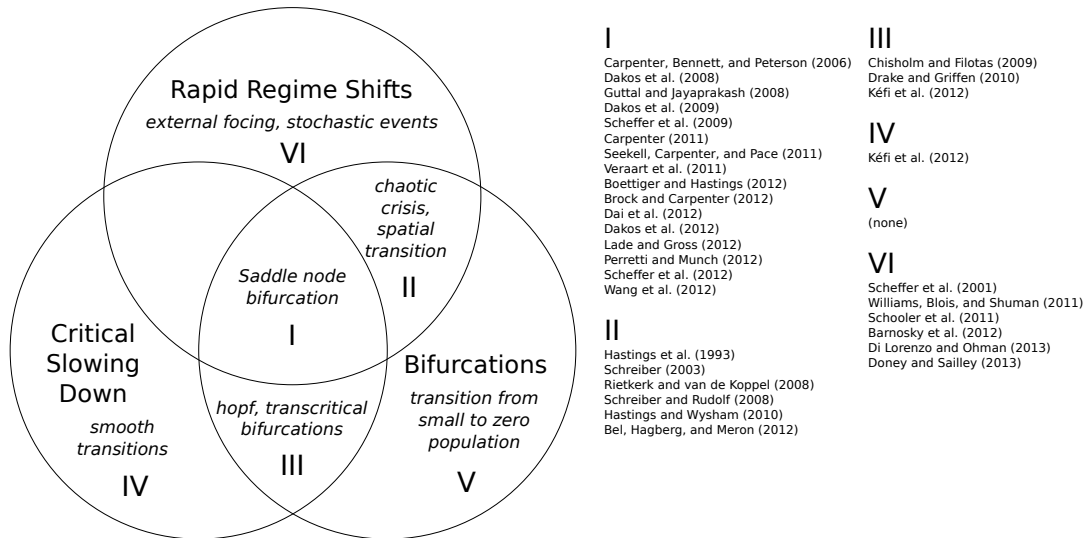 Rapid Regime Shifts
external focing, stochastic events
VI
chaotic
crisis,
spatial
transition
II
Saddle node
bifurcation
I
Critical
Slowing
Down
smooth
transitions
IV
Bifurcations
transition from
small to zero
population
V
hopf, transcritical
bifurcations
III
I
Carpenter, Bennett, and Peterson (2006)
Dakos et al. (2008)
Guttal and Jayaprakash (2008)
Dakos et al. (2009)
Scheffer et al. (2009)
Carpenter (2011)
Seekell, Carpenter, and Pace (2011)
Veraart et al. (2011)
Boettiger and Hastings (2012)
Brock and Carpenter (2012)
Dai et al. (2012)
Dakos et al. (2012)
Lade and Gross (2012)
Perretti and Munch (2012)
Scheffer et al. (2012)
Wang et al. (2012)
II
Hastings et al. (1993)
Schreiber (2003)
Rietkerk and van de Koppel (2008)
Schreiber and Rudolf (2008)
Hastings and Wysham (2010)
Bel, Hagberg, and Meron (2012)
III
Chisholm and Filotas (2009)
Drake and Griffen (2010)
Kéfi et al. (2012)
IV
Kéfi et al. (2012)
V
(none)
VI
Scheffer et al. (2001)
Williams, Blois, and Shuman (2011)
Schooler et al. (2011)
Barnosky et al. (2012)
Di Lorenzo and Ohman (2013)
Doney and Sailley (2013)